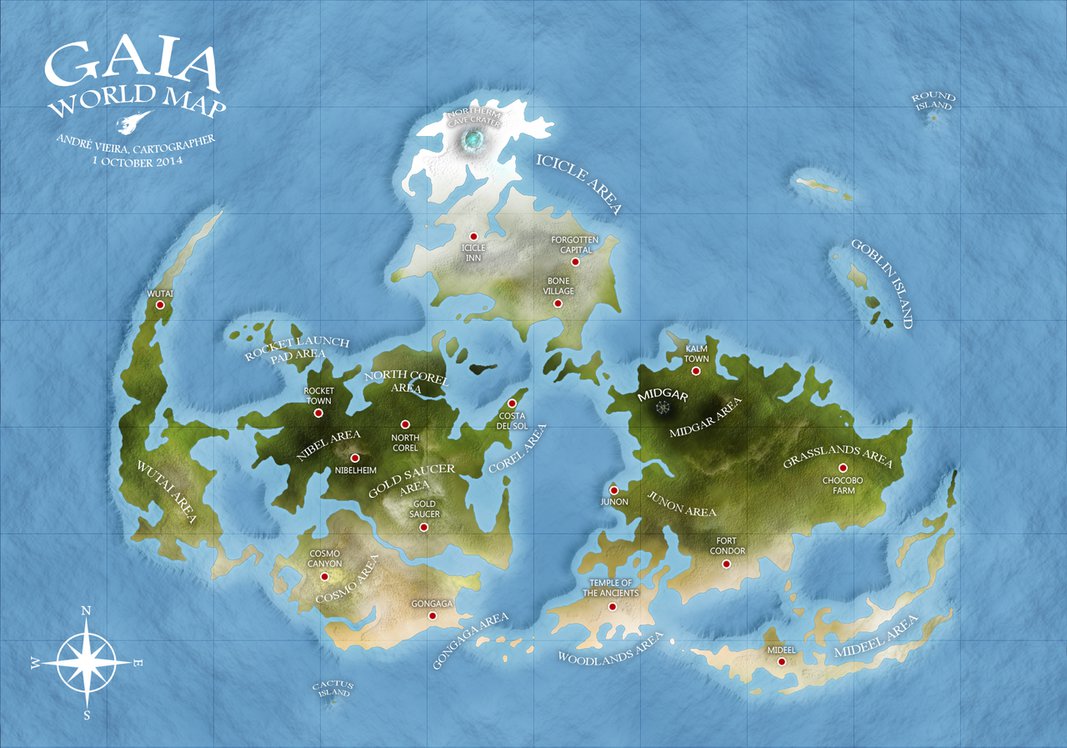 GAIA
WORLD MAP
ANDRÉ VIEIRA, CARTOGRAPHER
1 OCTOBER 2014
NORTHERN
CAVE CRATER
ROUND
ISLAND
ICICLE AREA
ICICLE
INN
FORGOTTEN
CAPITAL
BONE
VILLAGE
GOBLIN ISLAND
WUTAI
ROCKET LAUNCH
PAD AREA
NORTH COREL
AREA
KALM
TOWN
ROCKET
TOWN
MIDGAR
MIDGAR AREA
COSTA
DEL SOL
NORTH
COREL
NIBEL AREA
NIBELHEIM
COREL AREA
GRASSLANDS AREA
CHOCOBO
FARM
WUTAI AREA
GOLD SAUCER
AREA
GOLD
SAUCER
JUNON
JUNON AREA
FORT
CONDOR
COSMO
CANYON
COSMO AREA
TEMPLE OF
THE ANCIENTS
GONGAGA
GONGAGA AREA
WOODLANDS AREA
MIDEEL
MIDEEL AREA
CACTUS
ISLAND
N
W
E
S